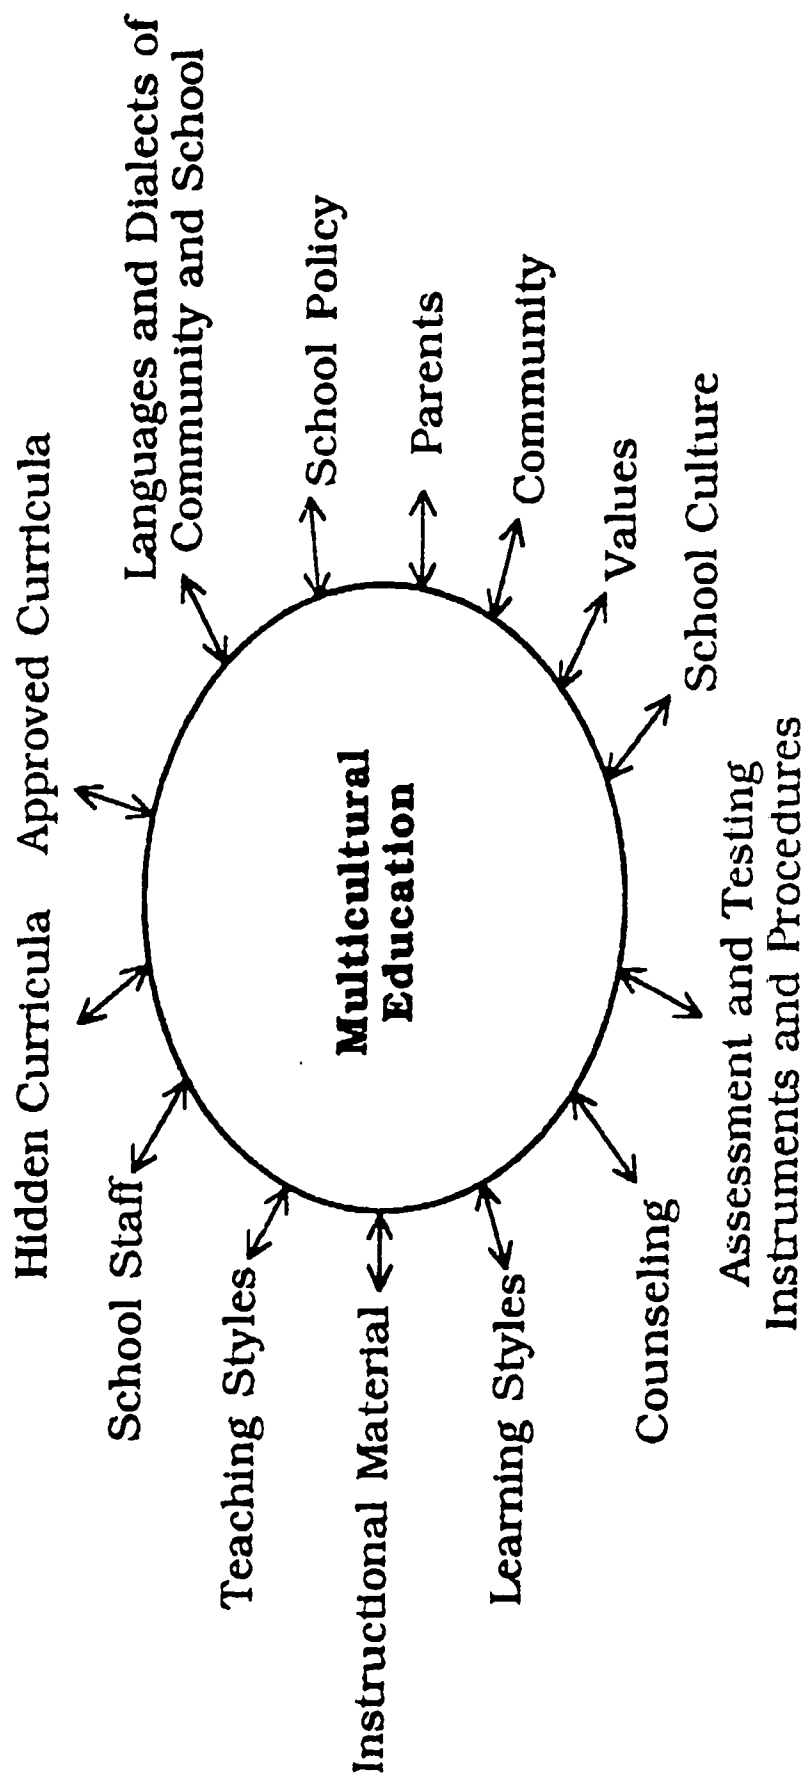 Hidden Curricula
Approved Curricula
Languages and Dialects of
Community and School
School Policy
Parents
Community
Values
School Culture
Assessment and Testing
Instruments and Procedures
Counseling
Learning Styles
Instructional Material
Teaching Styles
School Staff
Multicultural
Education